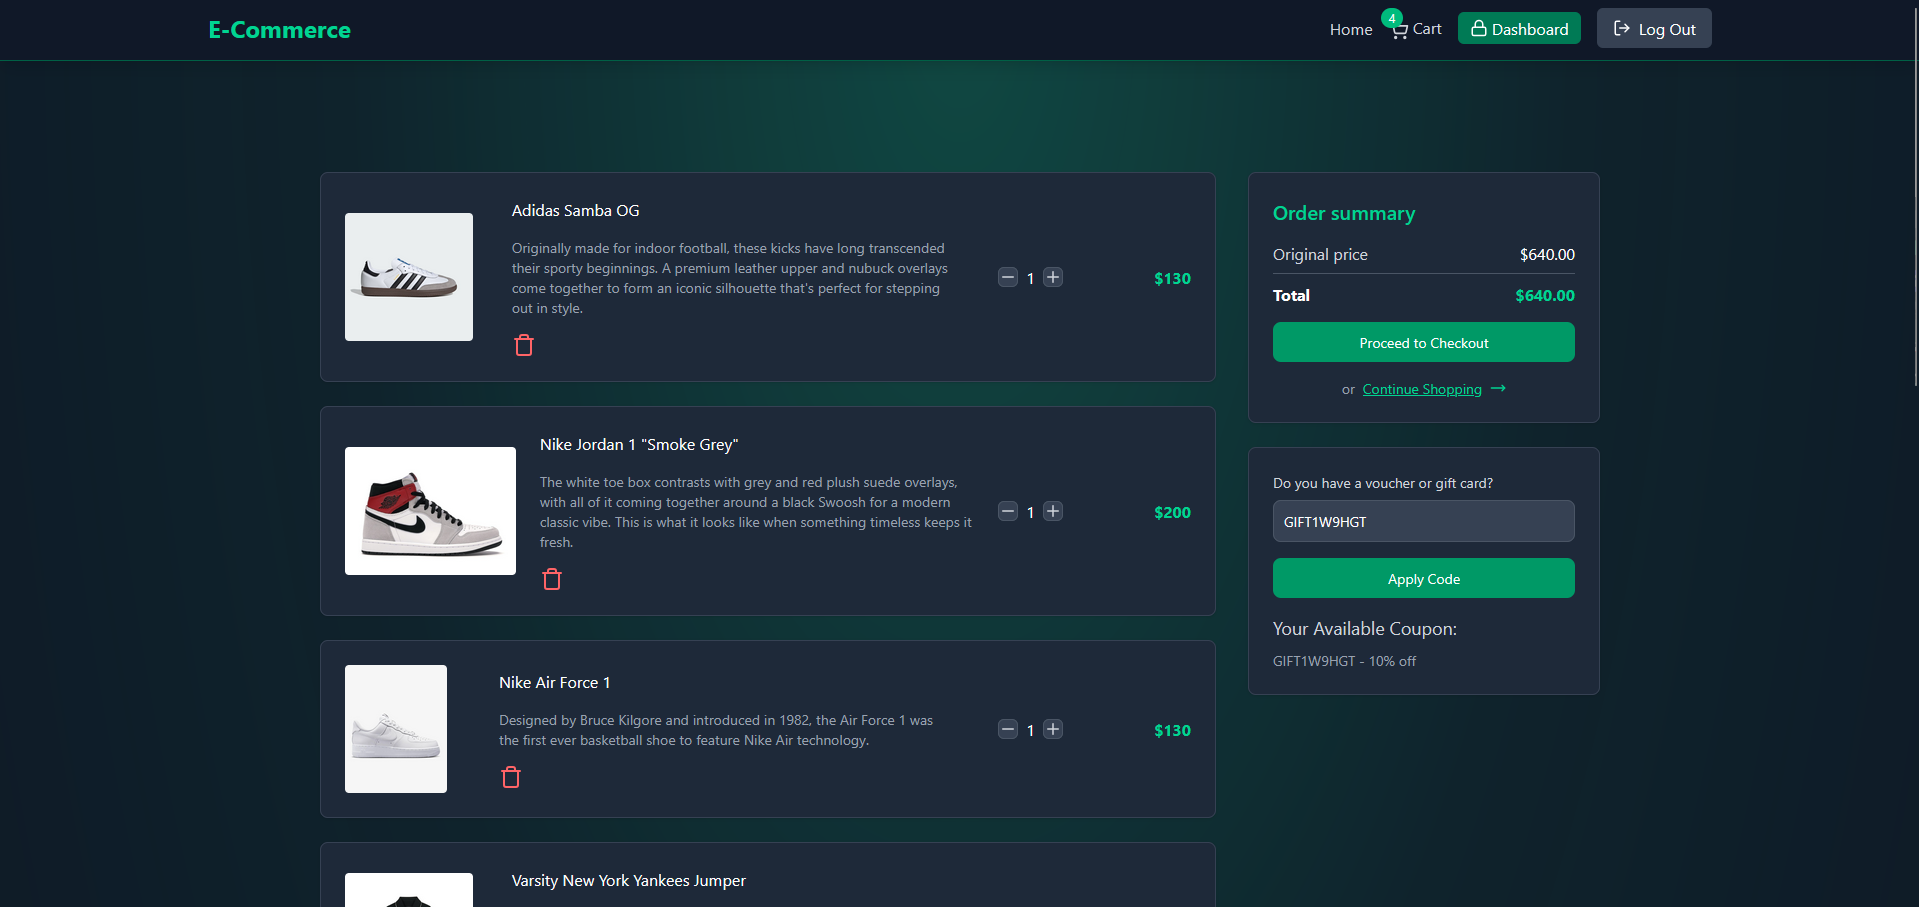 E-Commerce
Home
4
Cart
Dashboard
Log Out
Adidas Samba OG
Originally made for indoor football, these kicks have long transcended
their sporty beginnings. A premium leather upper and nubuck overlays
come together to form an iconic silhouette that's perfect for stepping
out in style.
1
$130
Nike Jordan 1 "Smoke Grey"
The white toe box contrasts with grey and red plush suede overlays,
with all of it coming together around a black Swoosh for a modern
classic vibe. This is what it looks like when something timeless keeps it
fresh.
1
$200
Nike Air Force 1
Designed by Bruce Kilgore and introduced in 1982, the Air Force 1 was
the first ever basketball shoe to feature Nike Air technology.
1
$130
Varsity New York Yankees Jumper
Order summary
Original price $640.00
Total $640.00
Proceed to Checkout
or Continue Shopping
Do you have a voucher or gift card?
GIFT1W9HGT
Apply Code
Your Available Coupon:
GIFT1W9HGT - 10% off